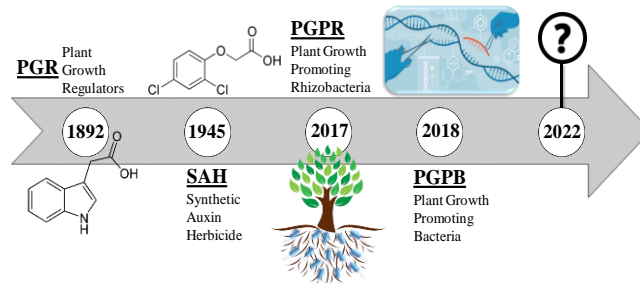 PGR
Plant
Growth
Regulators
1892
O
OH
N
H
O
OH
O
Cl
Cl
1945
SAH
Synthetic
Auxin
Herbicide
PGPR
Plant Growth
Promoting
Rhizobacteria
2017
2018
PGPB
Plant Growth
Promoting
Bacteria
?
2022